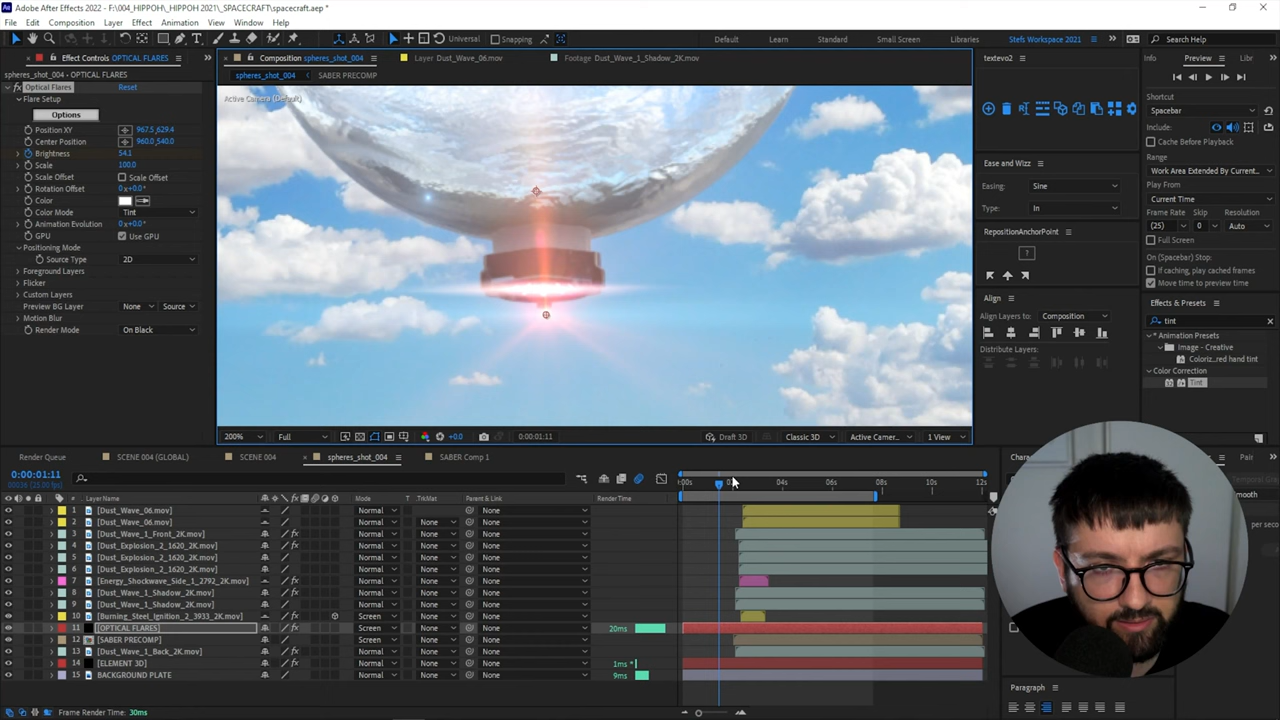 Adobe After Effects 2022 - F:\004_HIPPOH\_HIPPOH 2021\_SPACECRAFT\spacecraft.aep *
File Edit Composition Layer Effect Animation View Window Help
Universal Snapping Default Learn Standard Small Screen Libraries Stefs Workspace 2021 Search Help
Effect Controls OPTICAL FLARES
spheres_shot_004 • OPTICAL FLARES
Optical Flares Reset
Flare Setup
Options
Position XY 967.5,629.4
Center Position 960.0,540.0
Brightness 54.1
Scale 100.0
Scale Offset Scale Offset
Rotation Offset 0x+0.0°
Color
Color Mode Tint
Animation Evolution 0x+0.0°
GPU Use GPU
Positioning Mode
Source Type 2D
Foreground Layers
Flicker
Custom Layers
Preview BG Layer None Source
Motion Blur
Render Mode On Black
Composition spheres_shot_004 Layer Dust_Wave_06.mov Footage Dust_Wave_1_Shadow_2K.mov
spheres_shot_004 SABER PRECOMP
Active Camera (Default)
200% Full +0.0 0:00:01:11 Draft 3D Classic 3D Active Camer... 1 View
textevo2
Ease and Wizz
Easing: Sine
Type: In
RepositionAnchorPoint
?
Align
Align Layers to: Composition
Distribute Layers:
Info Preview Libr
Shortcut
Spacebar
Include:
Cache Before Playback
Range
Work Area Extended By Current...
Play From
Current Time
Frame Rate Skip Resolution
(25) 0 Auto
Full Screen
On (Spacebar) Stop:
If caching, play cached frames
Move time to preview time
Effects & Presets
tint
* Animation Presets
Image - Creative
Coloriz...red hand tint
Color Correction
Tint
Render Queue SCENE 004 (GLOBAL) SCENE 004 spheres_shot_004 SABER Comp 1
0:00:01:11
00036 (25.00 fps)
# Layer Name Mode T .TrkMat Parent & Link Render Time
:00s 04s 06s 08s 10s 12s
1 [Dust_Wave_06.mov] Normal None
2 [Dust_Wave_06.mov] Normal None None
3 [Dust_Wave_1_Front_2K.mov] Normal None None
4 [Dust_Explosion_2_1620_2K.mov] Normal None None
5 [Dust_Explosion_2_1620_2K.mov] Normal None None
6 [Dust_Explosion_2_1620_2K.mov] Normal None None
7 [Energy_Shockwave_Side_1_2792_2K.mov] Normal None None
8 [Dust_Wave_1_Shadow_2K.mov] Normal None None
9 [Dust_Wave_1_Shadow_2K.mov] Normal None None
10 [Burning_Steel_Ignition_2_3933_2K.mov] Screen None None
11 [OPTICAL FLARES] Screen None None 20ms
12 [SABER PRECOMP] Screen None None
13 [Dust_Wave_1_Back_2K.mov] Normal None None
14 [ELEMENT 3D] Normal None None 1ms *
15 BACKGROUND PLATE Normal None None 9ms
Frame Render Time: 30ms
Paragraph